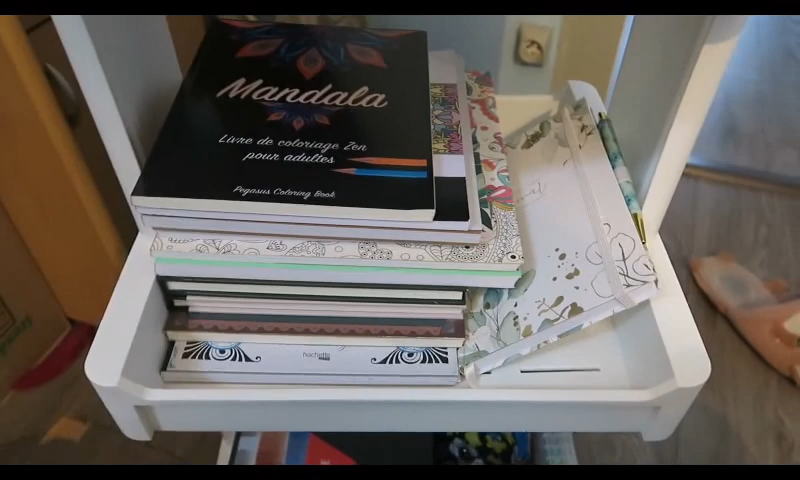 Mandala
Livre de coloriage Zen
pour adultes
Pegasus Coloring Book
hachette